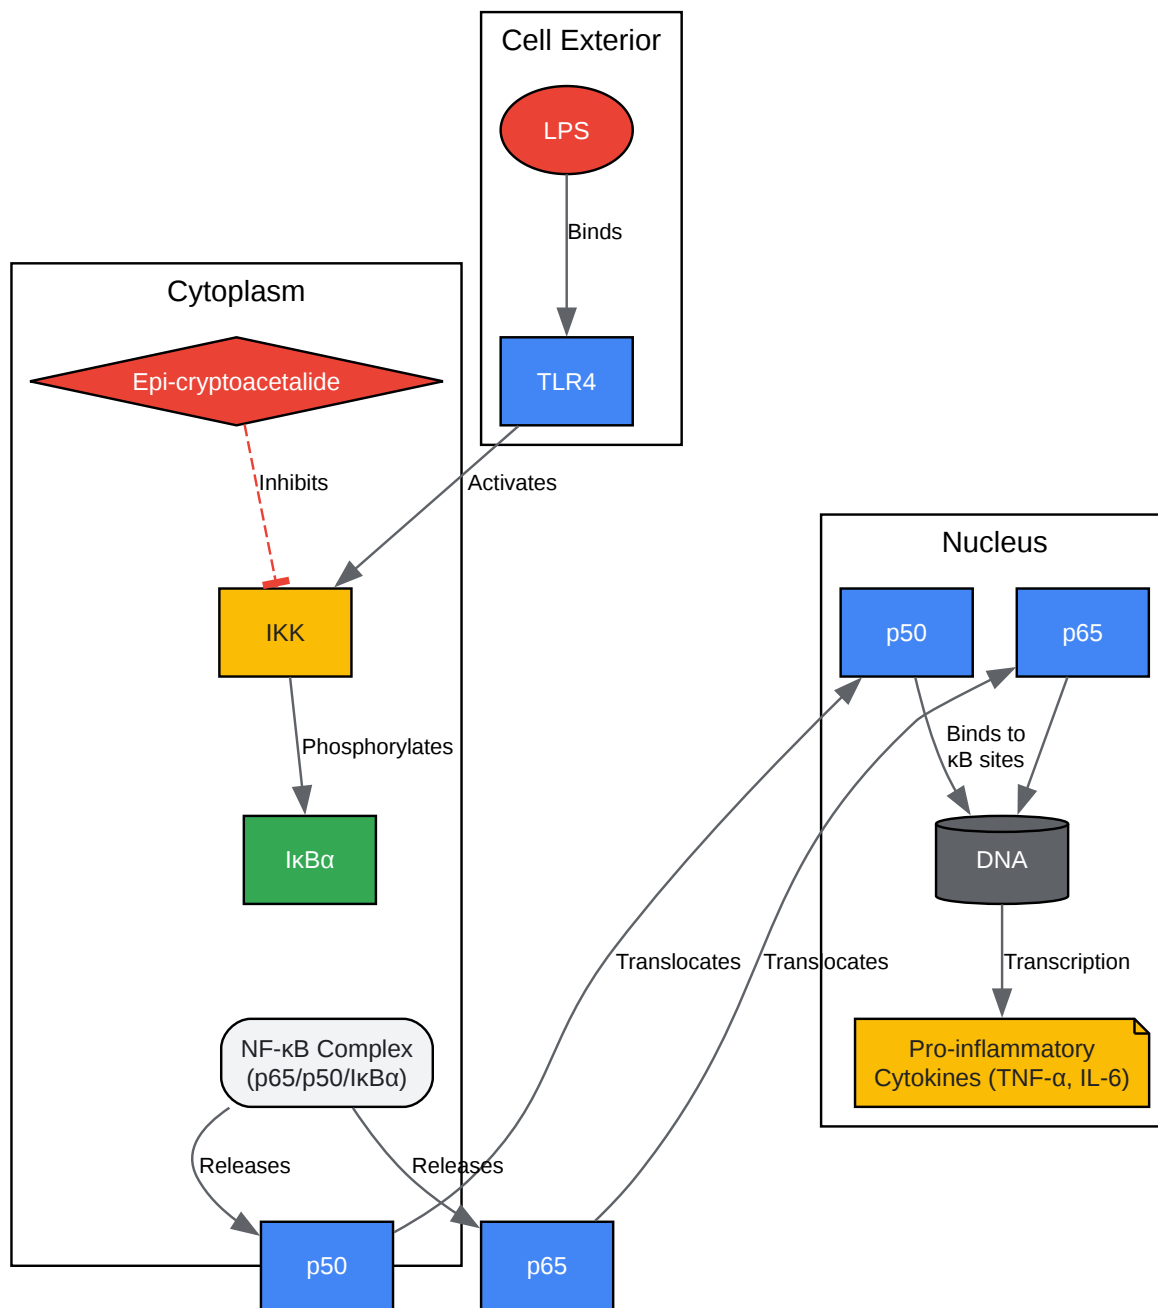 Cell Exterior
LPS
Binds
Cytoplasm
Epi-cryptoacetalide
TLR4
Inhibits
Activates
Nucleus
IKK
p50
p65
Phosphorylates
Binds to
κB sites
IκBα
DNA
Translocates
Translocates
Transcription
NF-κB Complex
(p65/p50/IκBα)
Pro-inflammatory
Cytokines (TNF-α, IL-6)
Releases
Releases
p50
p65